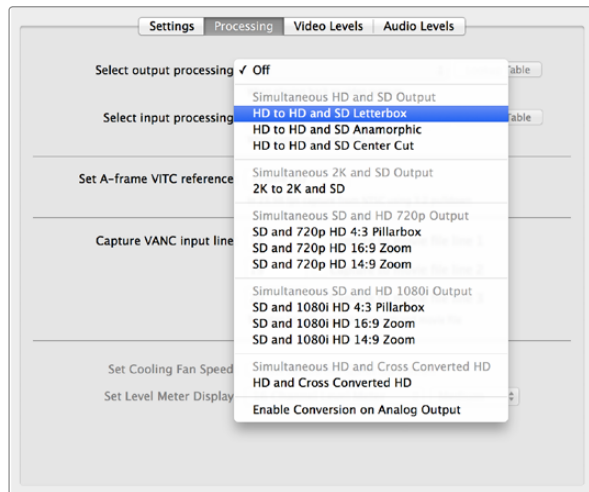 Settings Processing Video Levels Audio Levels
Select output processing ✓ Off
Table
Simultaneous HD and SD Output
HD to HD and SD Letterbox
Select input processing
Table
HD to HD and SD Anamorphic
HD to HD and SD Center Cut
Simultaneous 2K and SD Output
Set A-frame VITC reference
2K to 2K and SD
Simultaneous SD and HD 720p Output
SD and 720p HD 4:3 Pillarbox
Capture VANC input line
SD and 720p HD 16:9 Zoom
SD and 720p HD 14:9 Zoom
Simultaneous SD and HD 1080i Output
SD and 1080i HD 4:3 Pillarbox
SD and 1080i HD 16:9 Zoom
SD and 1080i HD 14:9 Zoom
Simultaneous HD and Cross Converted HD
Set Cooling Fan Speed
HD and Cross Converted HD
Set Level Meter Display
Enable Conversion on Analog Output